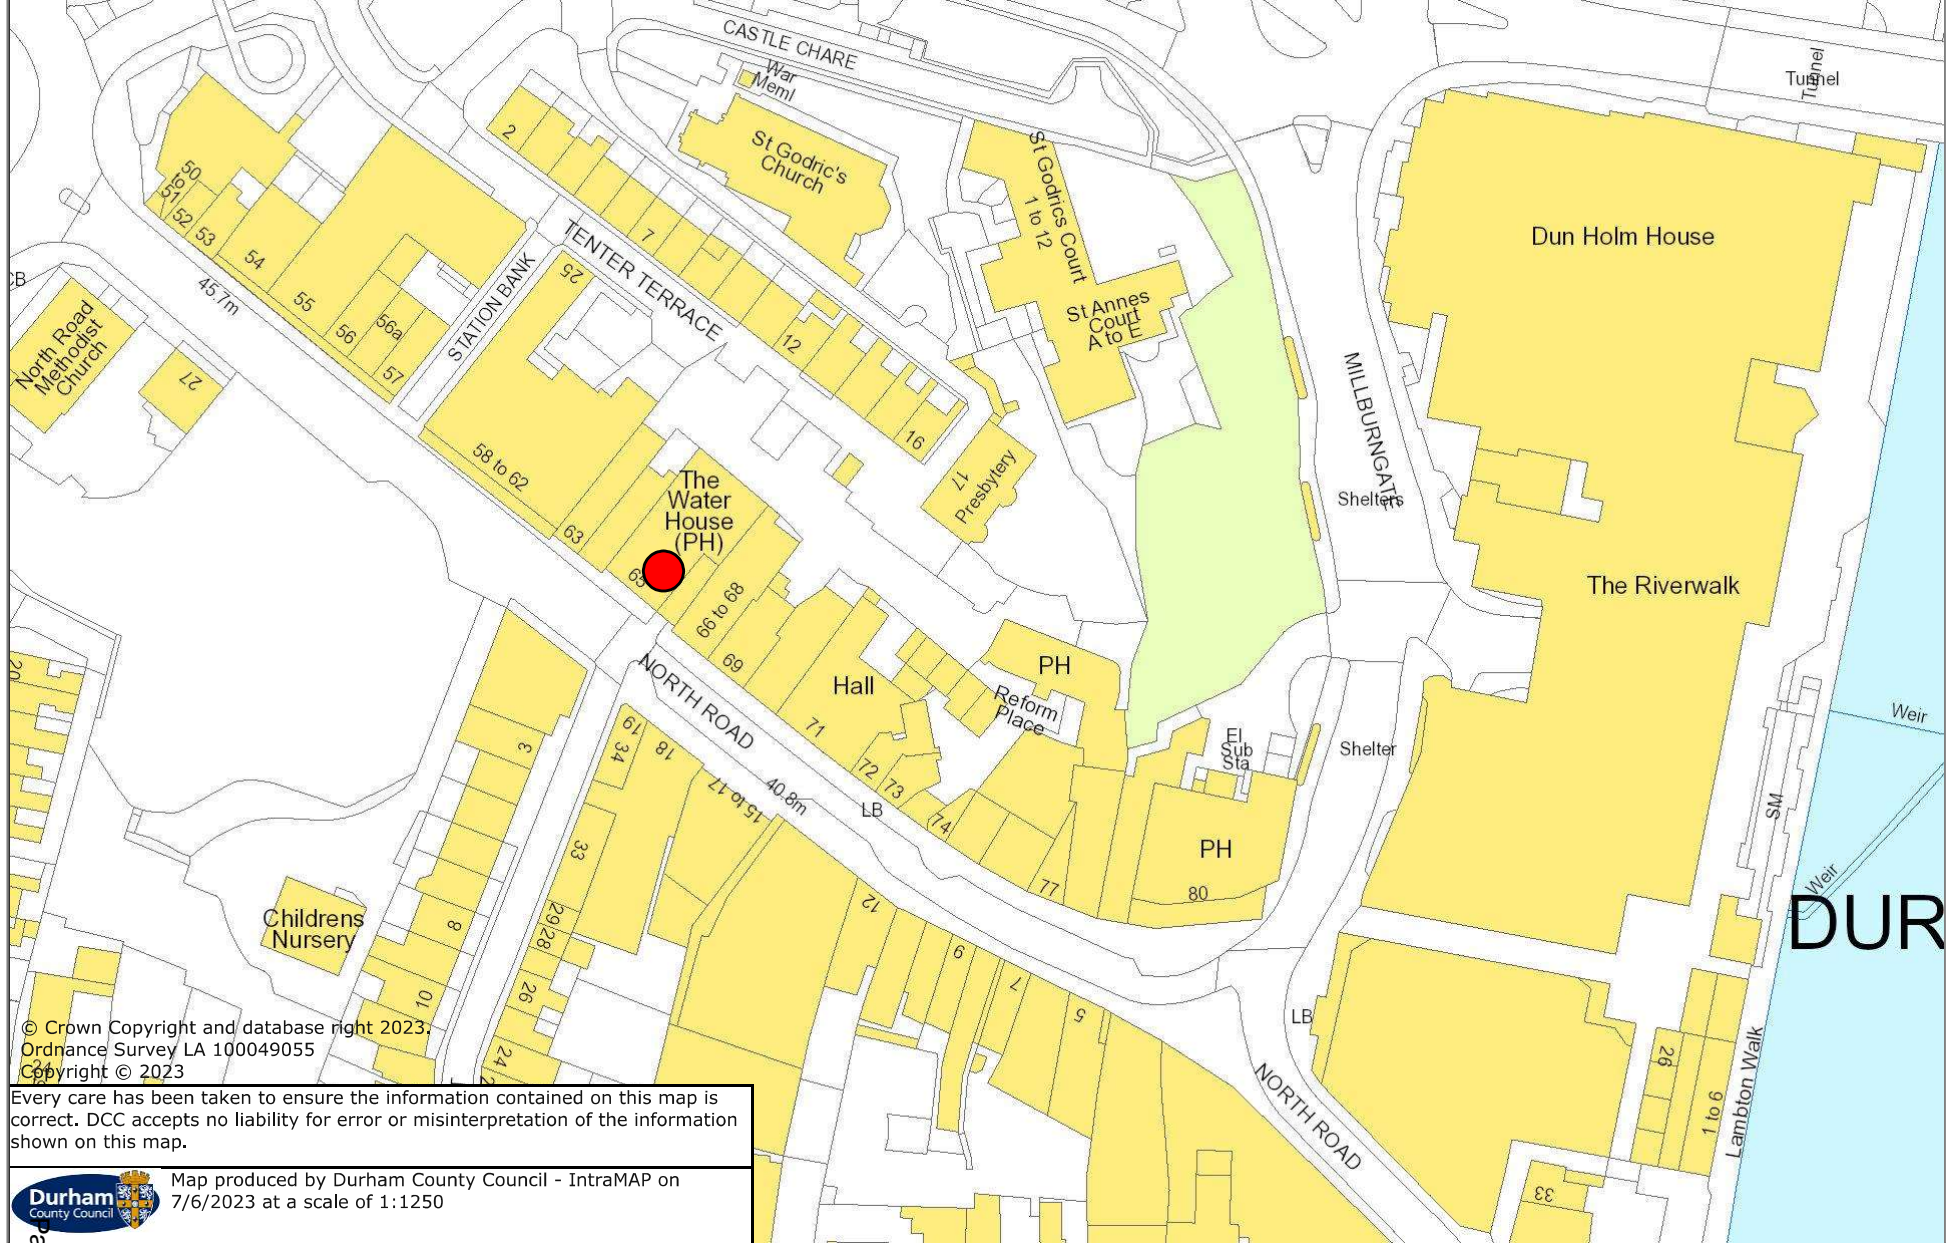 CASTLE CHARE
War
Meml
Tunnel
Tunnel
2
St Godric's
Church
St Godrics Court
1 to 12
50
51
52
53
54
55
56
56a
57
45.7m
7
TENTER TERRACE
25
STATION BANK
Dun Holm House
CB
North Road
Methodist
Church
27
St Annes
Court
A to E
12
16
17
Presbytery
MILLBURNGATE
Shelters
58 to 62
63
The
Water
House
(PH)
65
66 to 68
69
The Riverwalk
NORTH ROAD
Hall
PH
Reform
Place
71
72
73
74
77
LB
40.8m
El
Sub
Sta
Shelter
Weir
Weir
SM
PH
80
DUR
20
3
19
34
18
15 to 17
33
29
28
26
24
8
10
Childrens
Nursery
12
9
7
5
LB
NORTH ROAD
26
1 to 6
Lambton Walk
33
© Crown Copyright and database right 2023.
Ordnance Survey LA 100049055
Copyright © 2023
Every care has been taken to ensure the information contained on this map is
correct. DCC accepts no liability for error or misinterpretation of the information
shown on this map.
Durham
County Council
Map produced by Durham County Council - IntraMAP on
7/6/2023 at a scale of 1:1250
Pa